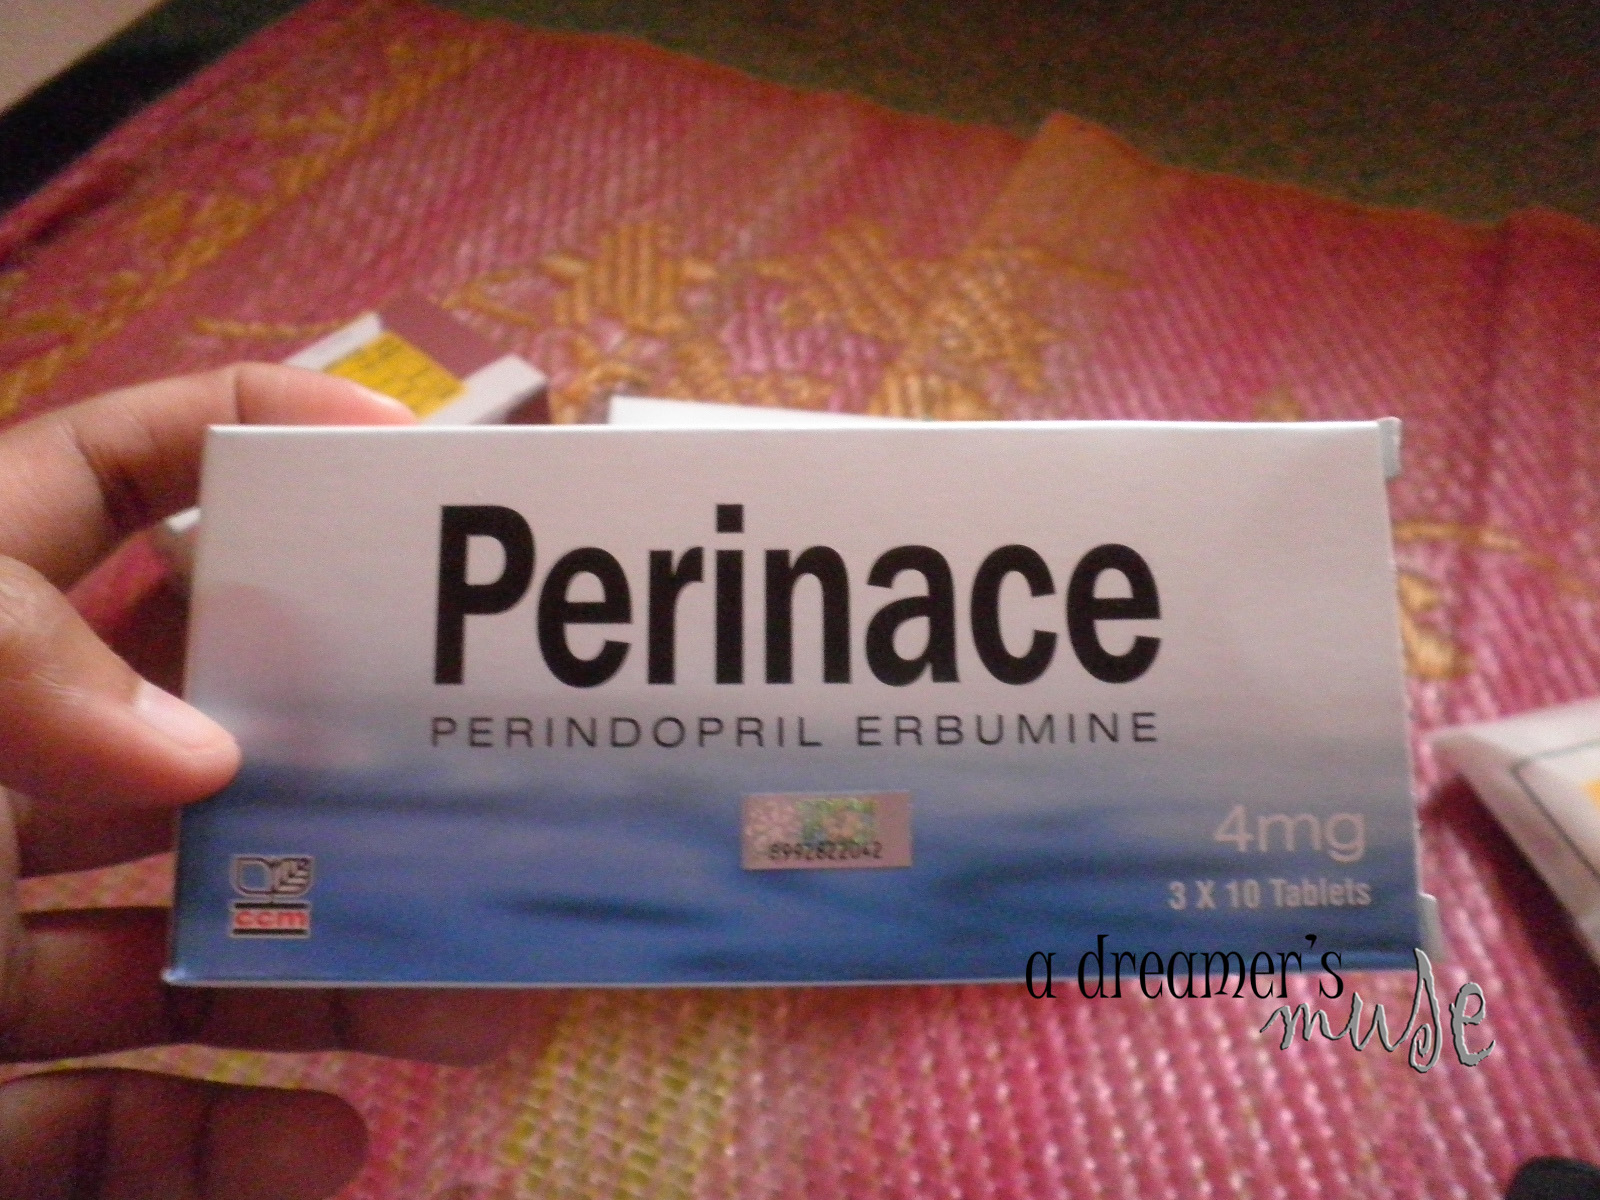 Perinace
PERINDOPRIL ERBUMINE
8992822042
4mg
3 X 10 Tablets
ccm
a dreamer's
muse